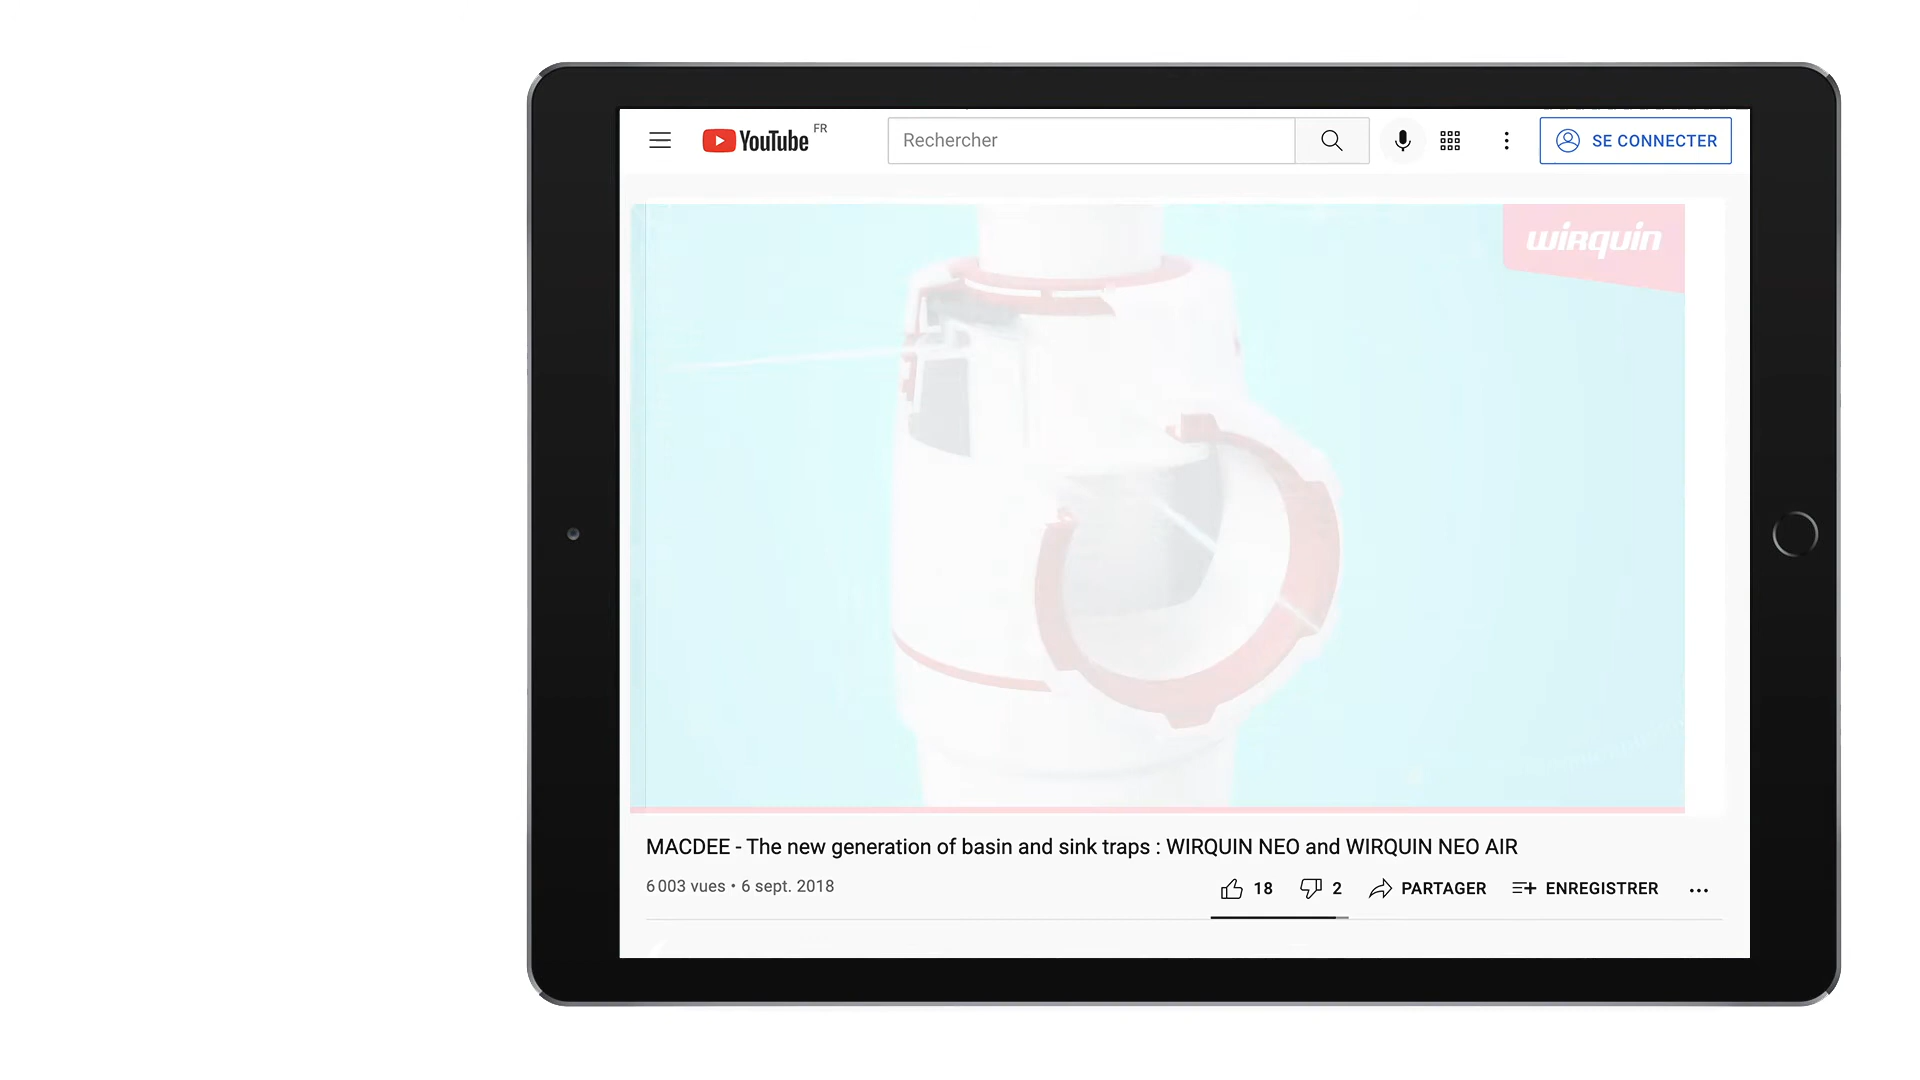 YouTube FR
Rechercher
SE CONNECTER
wirquin
MACDEE - The new generation of basin and sink traps : WIRQUIN NEO and WIRQUIN NEO AIR
6 003 vues • 6 sept. 2018
18
2
PARTAGER
ENREGISTRER